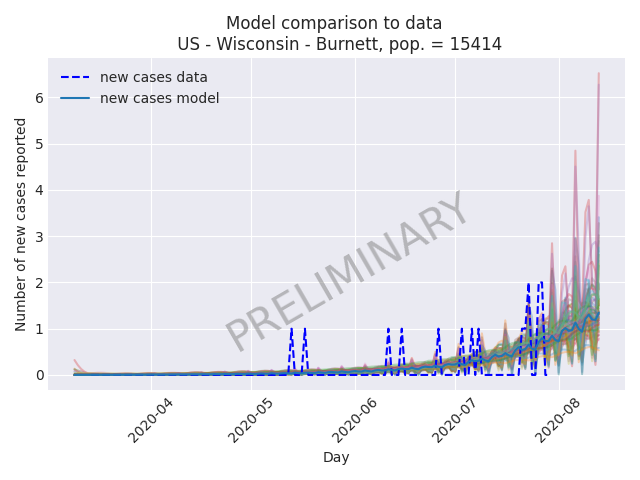 Model comparison to data
US - Wisconsin - Burnett, pop. = 15414
new cases data
new cases model
Number of new cases reported
6
5
4
3
2
1
0
PRELIMINARY
2020-04
2020-05
2020-06
2020-07
2020-08
Day